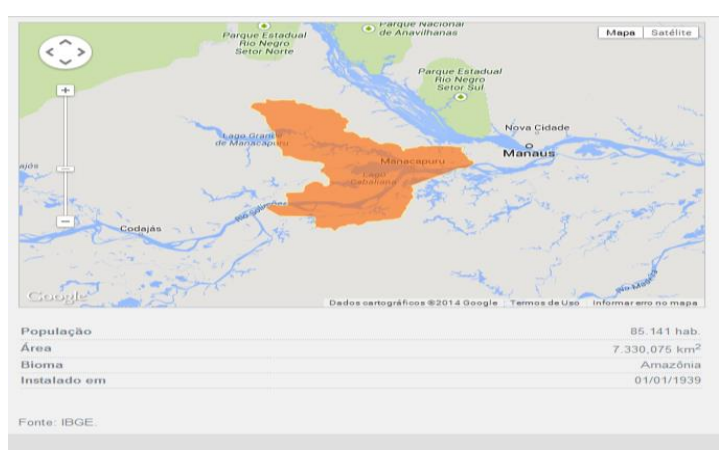 Parque Nacional
de Anavilhanas
Parque Estadual
Rio Negro
Setor Norte
Mapa Satélite
Parque Estadual
Rio Negro
Setor Sul
Nova Cidade
Lago Grande
de Manacapuru
Manaus
Manacapuru
Lago
Cabaliana
Rio Solimões
Codajás
Google
Dados cartográficos ©2014 Google Termos de Uso Informar erro no mapa
População 85.141 hab.
Área 7.330,075 km²
Bioma Amazônia
Instalado em 01/01/1939
Fonte: IBGE.